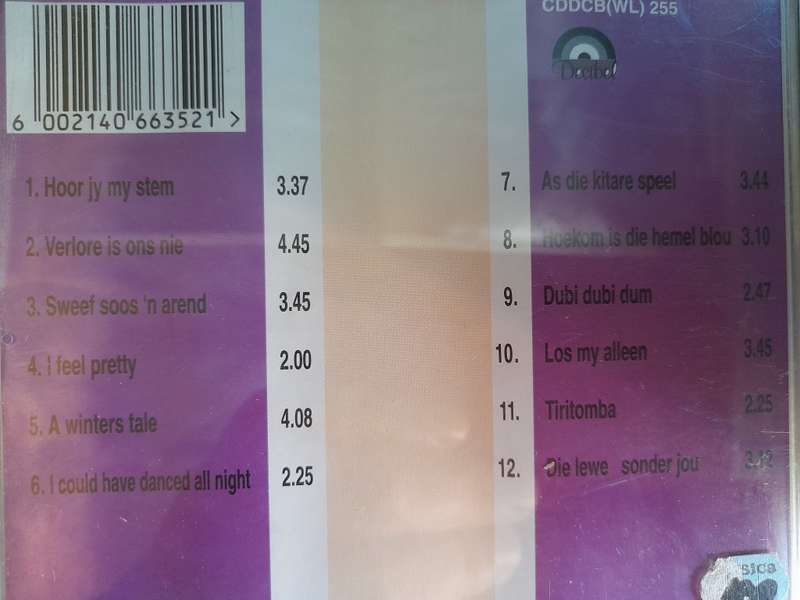 CDDCB(WL) 255
Decibel
6 002140 663521 >
1. Hoor jy my stem 3.37
2. Verlore is ons nie 4.45
3. Sweef soos 'n arend 3.45
4. I feel pretty 2.00
5. A winters tale 4.08
6. I could have danced all night 2.25
7. As die kitare speel 3.44
8. Hoekom is die hemel blou 3.10
9. Dubi dubi dum 2.47
10. Los my alleen 3.45
11. Tiritomba 2.25
12. Die lewe sonder jou
sica